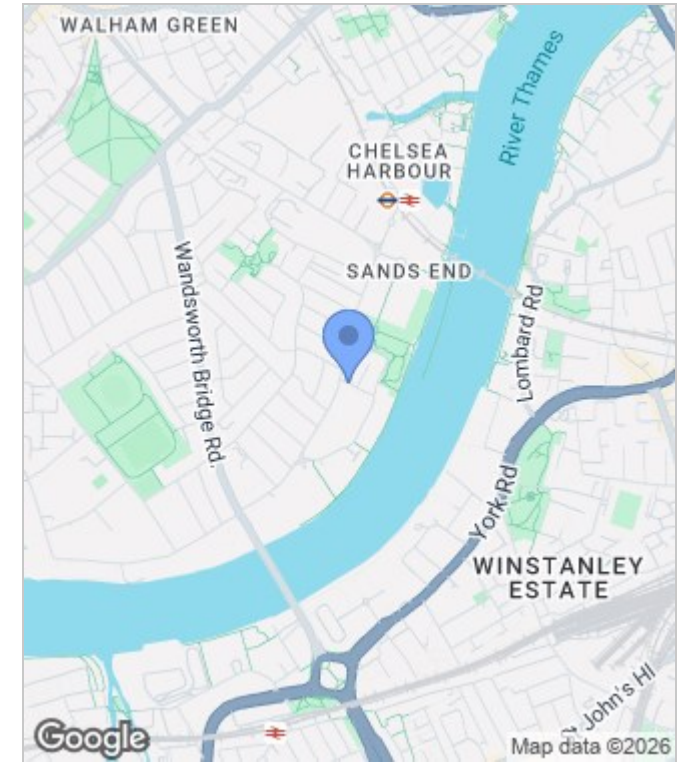 WALHAM GREEN
River Thames
CHELSEA
HARBOUR
SANDS END
Wandsworth Bridge Rd.
Lombard Rd
York Rd
WINSTANLEY
ESTATE
St John's Hl
Google
Map data ©2026